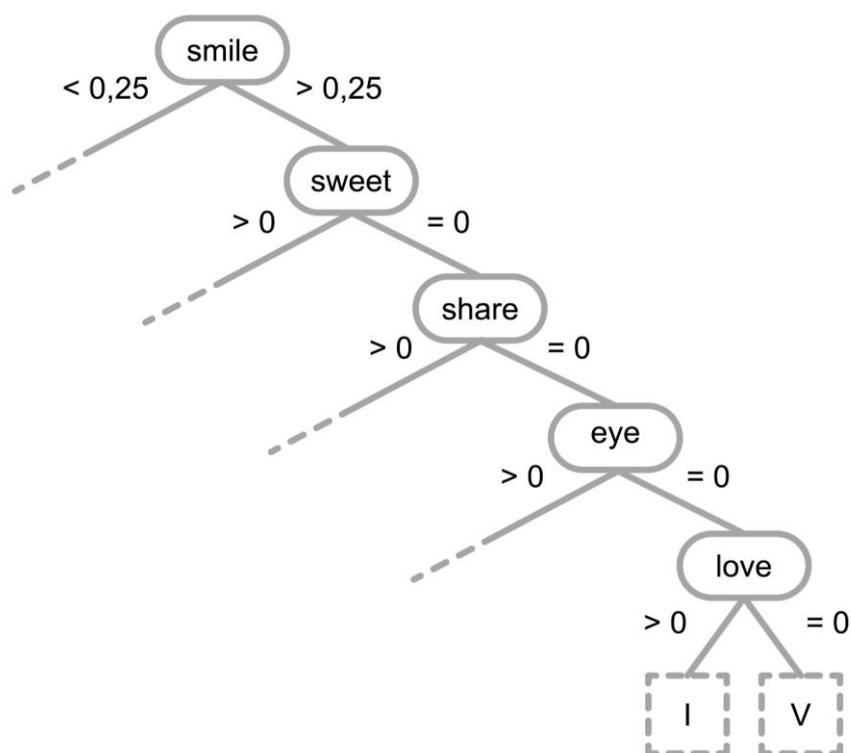 smile
< 0,25 > 0,25
sweet
> 0 = 0
share
> 0 = 0
eye
> 0 = 0
love
> 0 = 0
I V